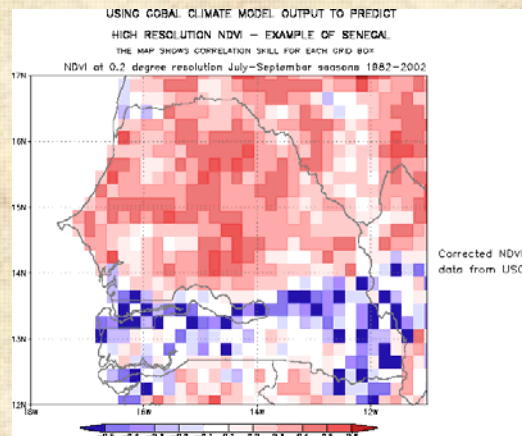 USING GOBAL CLIMATE MODEL OUTPUT TO PREDICT
HIGH RESOLUTION NDVI – EXAMPLE OF SENEGAL
THE MAP SHOWS CORRELATION SKILL FOR EACH GRID BOX
NDVI at 0.2 degree resolution July-September seasons 1982-2002
17N
16N
15N
14N
13N
12N
18W
16W
14W
12W
Corrected NDVI
data from USG